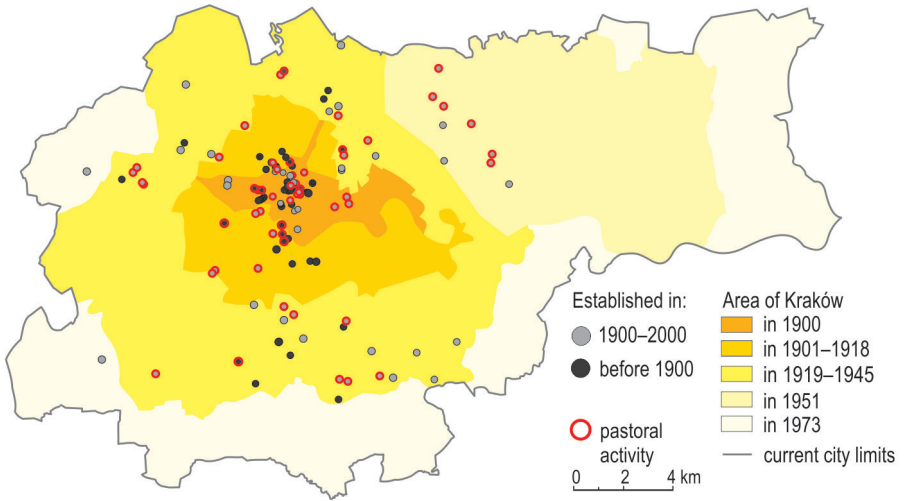 Established in:
1900–2000
before 1900
pastoral
activity
0 2 4 km
Area of Kraków
in 1900
in 1901–1918
in 1919–1945
in 1951
in 1973
current city limits